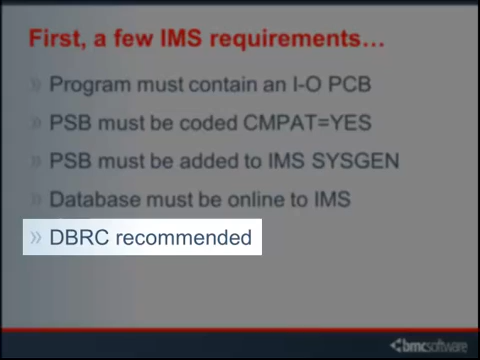 First, a few IMS requirements…
» Program must contain an I-O PCB
» PSB must be coded CMPAT=YES
» PSB must be added to IMS SYSGEN
» Database must be online to IMS
» DBRC recommended
bmcsoftware